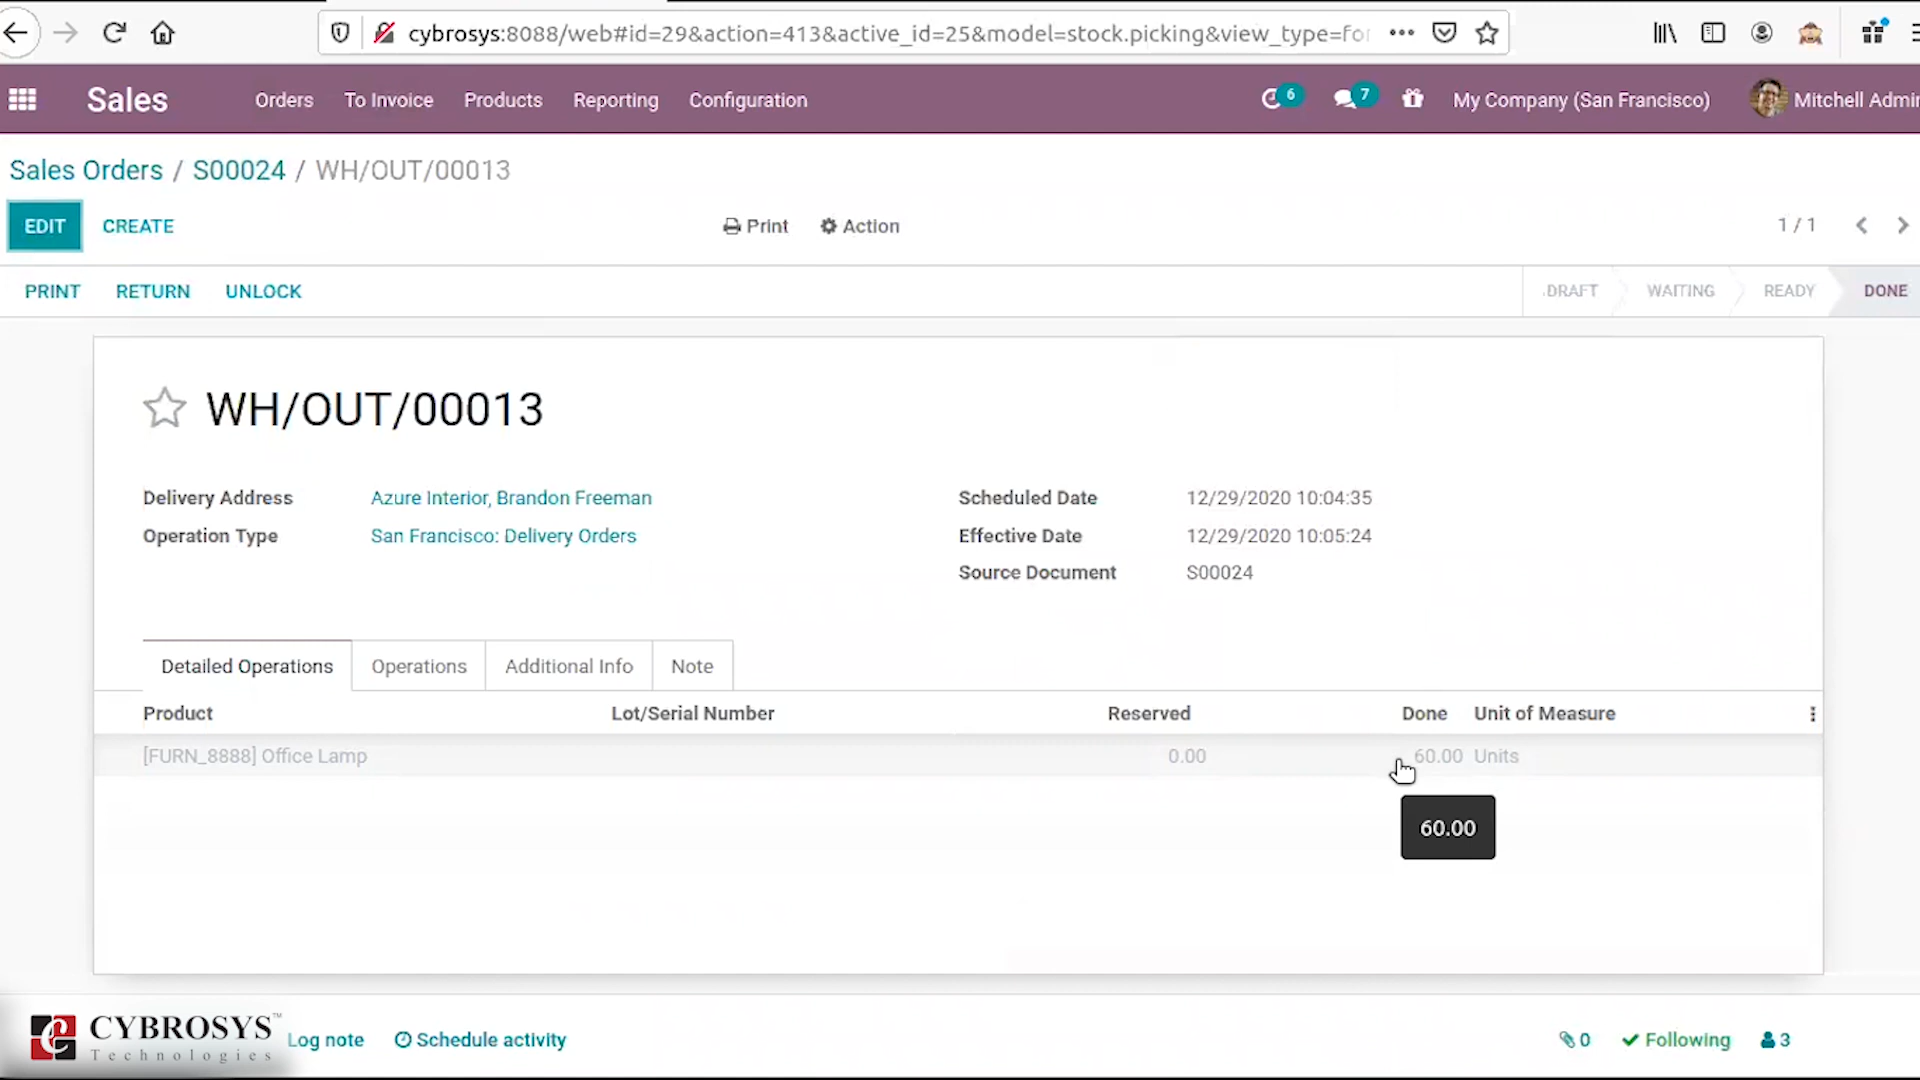 cybrosys:8088/web#id=29&action=413&active_id=25&model=stock.picking&view_type=for
Sales Orders To Invoice Products Reporting Configuration 6 7 My Company (San Francisco) Mitchell Admin
Sales Orders / S00024 / WH/OUT/00013
EDIT CREATE Print Action 1 / 1
PRINT RETURN UNLOCK DRAFT WAITING READY DONE
WH/OUT/00013
Delivery Address Azure Interior, Brandon Freeman Scheduled Date 12/29/2020 10:04:35
Operation Type San Francisco: Delivery Orders Effective Date 12/29/2020 10:05:24
Source Document S00024
Detailed Operations Operations Additional Info Note
Product Lot/Serial Number Reserved Done Unit of Measure
[FURN_8888] Office Lamp 0.00 60.00 Units
60.00
CYBROSYS™
Technologies
Log note Schedule activity 0 Following 3